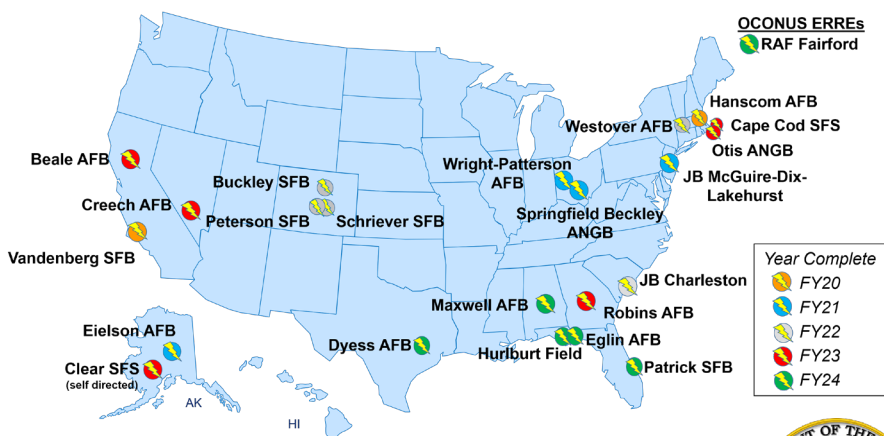 OCONUS ERREs
RAF Fairford
Hanscom AFB
Westover AFB
Cape Cod SFS
Otis ANGB
Beale AFB
Wright-Patterson
AFB
JB McGuire-Dix-
Lakehurst
Buckley SFB
Creech AFB
Peterson SFB
Schriever SFB
Springfield Beckley
ANGB
Vandenberg SFB
JB Charleston
Maxwell AFB
Robins AFB
Eielson AFB
Dyess AFB
Hurlburt Field
Eglin AFB
Clear SFS
(self directed)
Patrick SFB
AK
HI
Year Complete
FY20
FY21
FY22
FY23
FY24
T OF THE